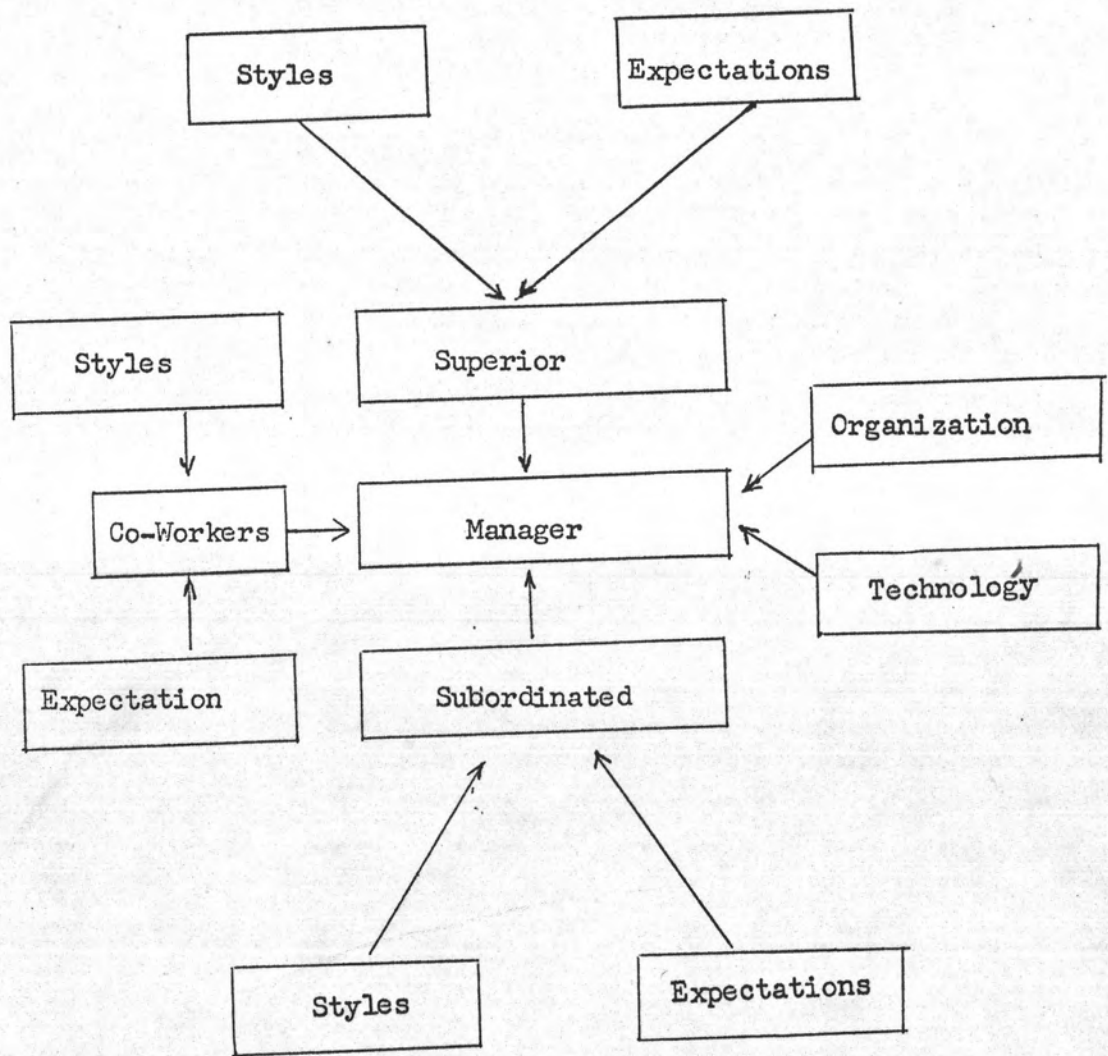 Styles
Expectations
Styles
Superior
Organization
Co-Workers
Manager
Technology
Expectation
Subordinated
Styles
Expectations